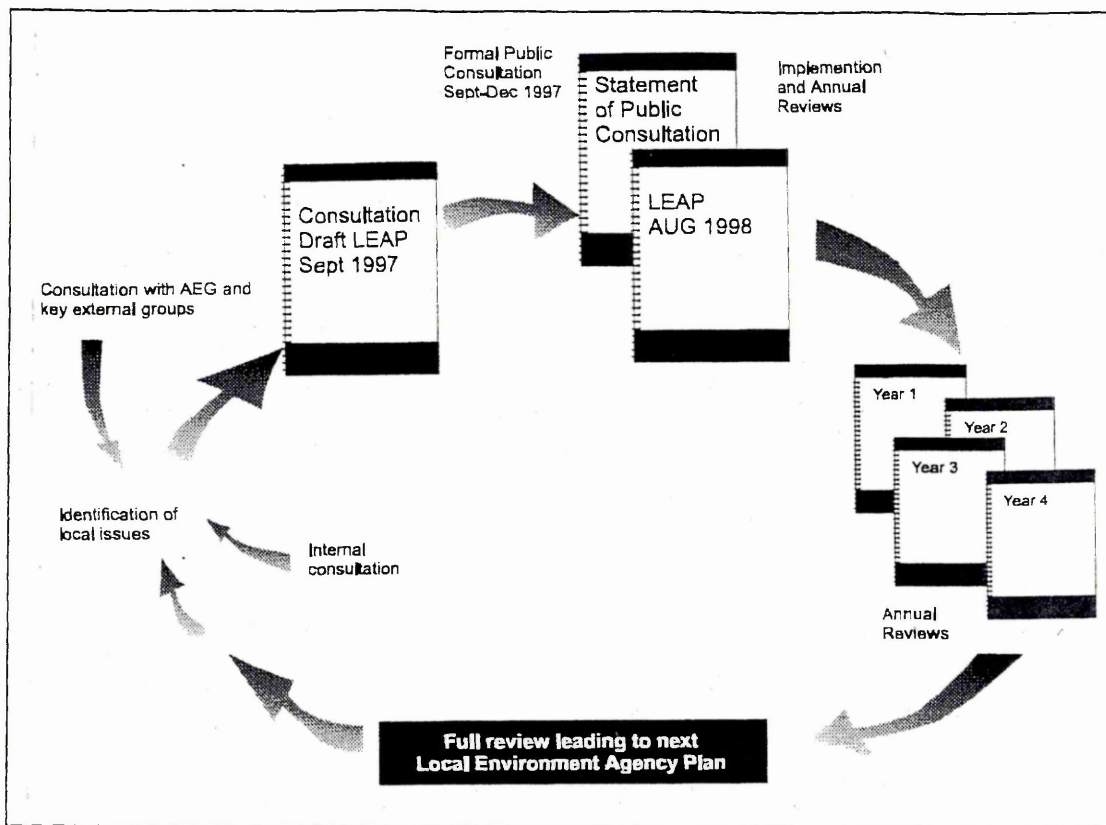 Formal Public
Consultation
Sept-Dec 1997
Statement
of Public
Consultation
Implemention
and Annual
Reviews
Consultation
Draft LEAP
Sept 1997
LEAP
AUG 1998
Consultation with AEG and
key external groups
Year 1
Year 2
Year 3
Year 4
Identification of
local issues
Internal
consultation
Annual
Reviews
Full review leading to next
Local Environment Agency Plan